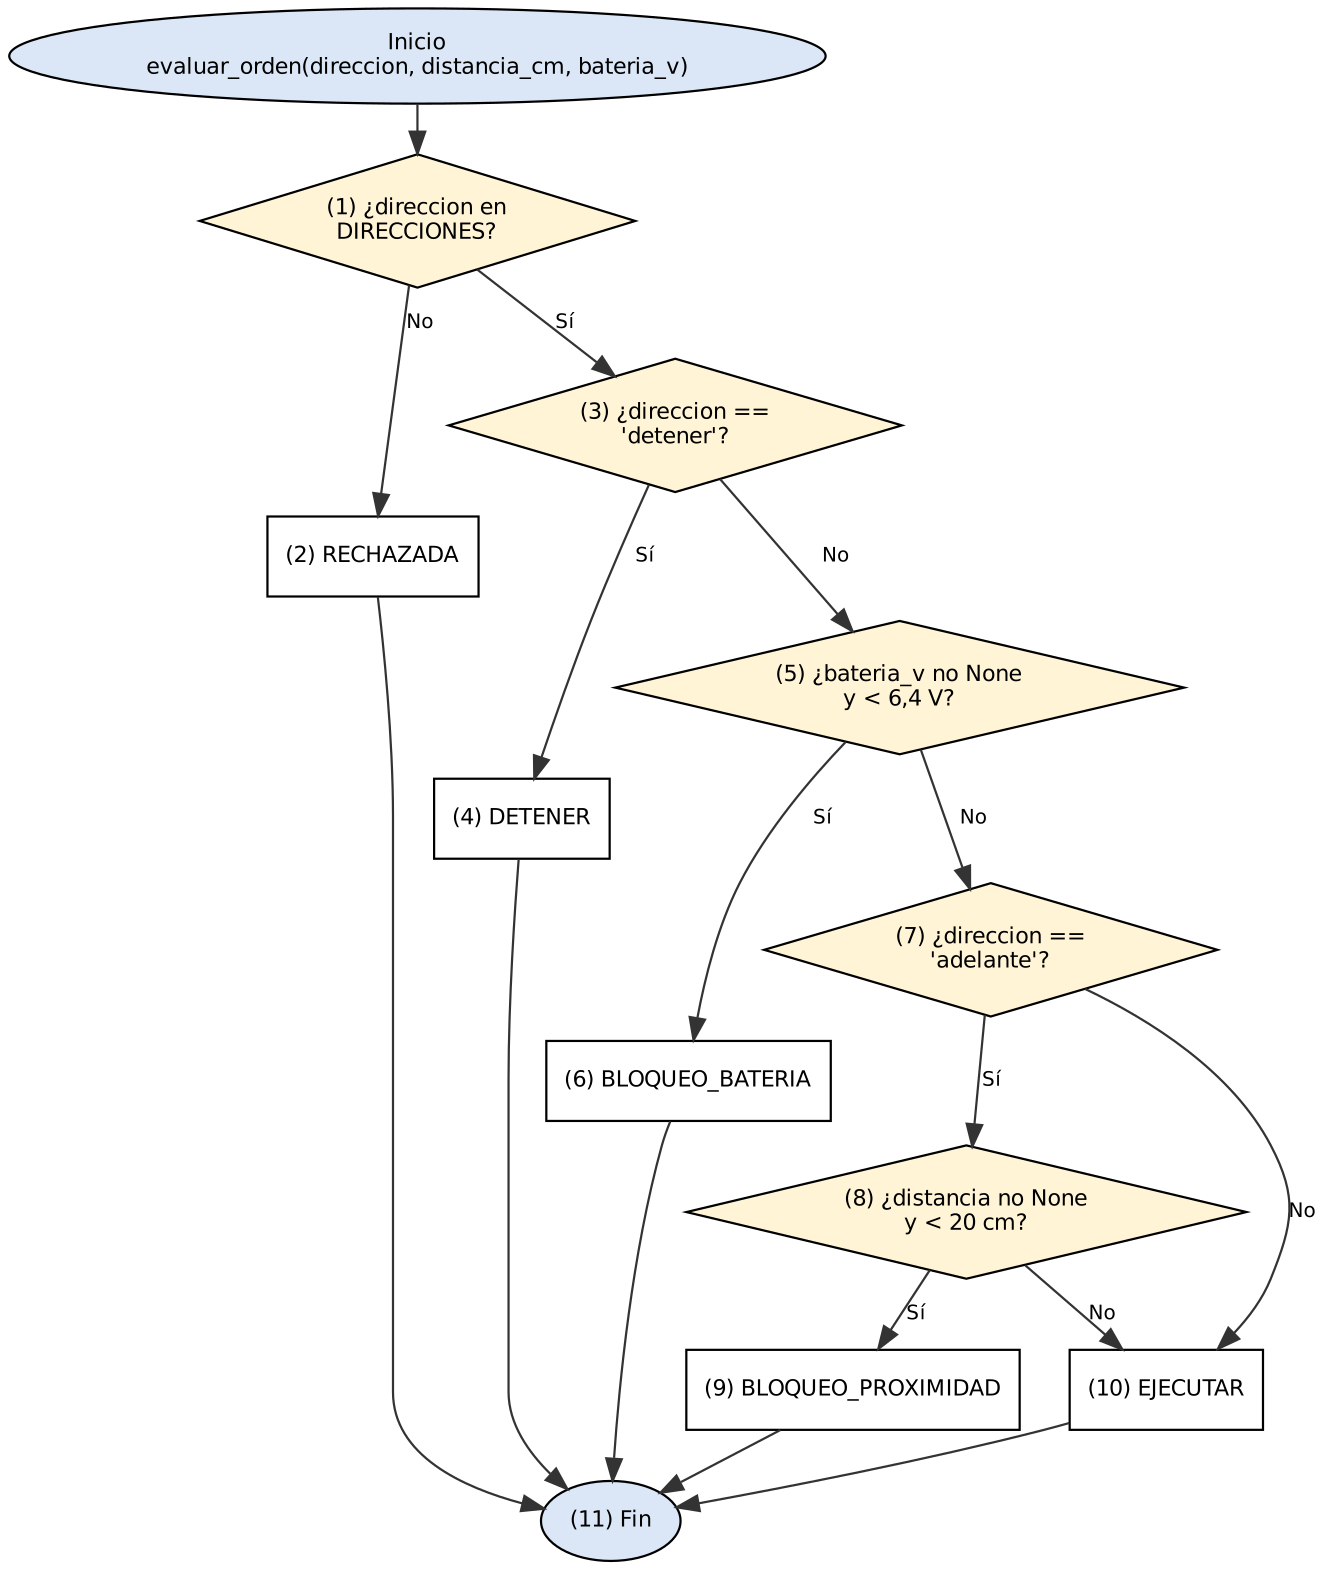 Inicio
evaluar_orden(direccion, distancia_cm, bateria_v)
(1) ¿direccion en
DIRECCIONES?
No
Sí
(3) ¿direccion ==
'detener'?
(2) RECHAZADA
Sí
No
(5) ¿bateria_v no None
y < 6,4 V?
(4) DETENER
Sí
No
(7) ¿direccion ==
'adelante'?
(6) BLOQUEO_BATERIA
Sí
(8) ¿distancia no None
y < 20 cm?
No
Sí
No
(9) BLOQUEO_PROXIMIDAD
(10) EJECUTAR
(11) Fin